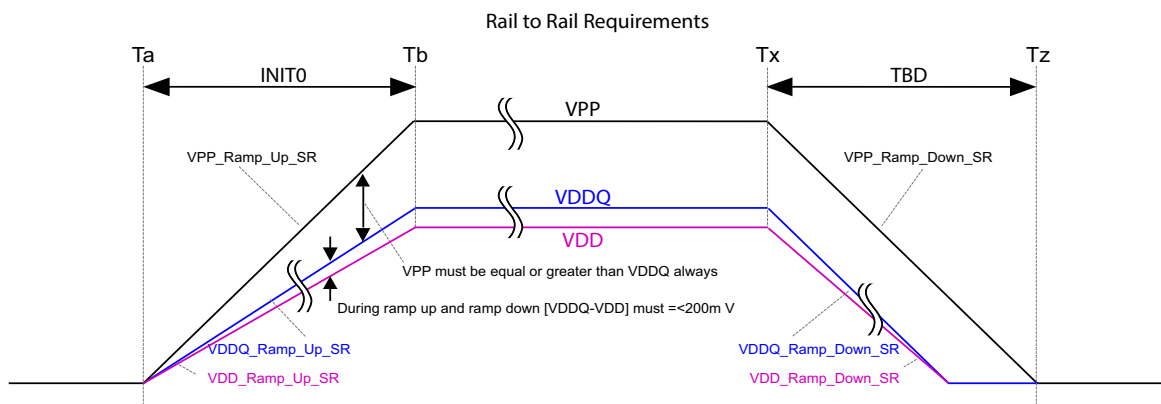 Rail to Rail Requirements
Ta
Tb
Tx
Tz
INIT0
TBD
VPP
VPP_Ramp_Up_SR
VPP_Ramp_Down_SR
VDDQ
VDD
VPP must be equal or greater than VDDQ always
During ramp up and ramp down [VDDQ-VDD] must =<200m V
VDDQ_Ramp_Up_SR
VDDQ_Ramp_Down_SR
VDD_Ramp_Up_SR
VDD_Ramp_Down_SR